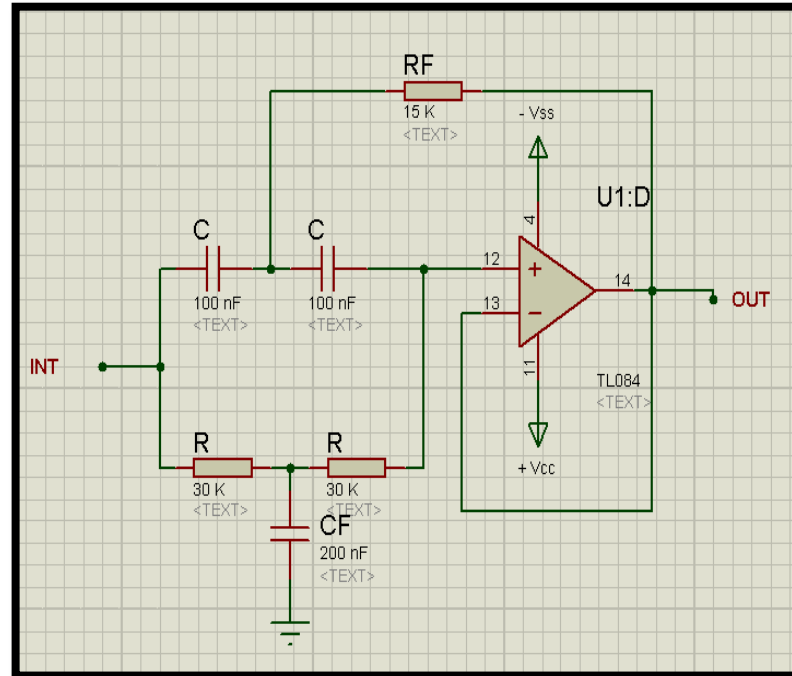 RF
15 K
<TEXT>
- Vss
U1:D
4
C
C
12
100 nF
100 nF
<TEXT>
<TEXT>
13
14
OUT
INT
11
TL084
<TEXT>
R
R
30 K
30 K
<TEXT>
<TEXT>
+ Vcc
CF
200 nF
<TEXT>